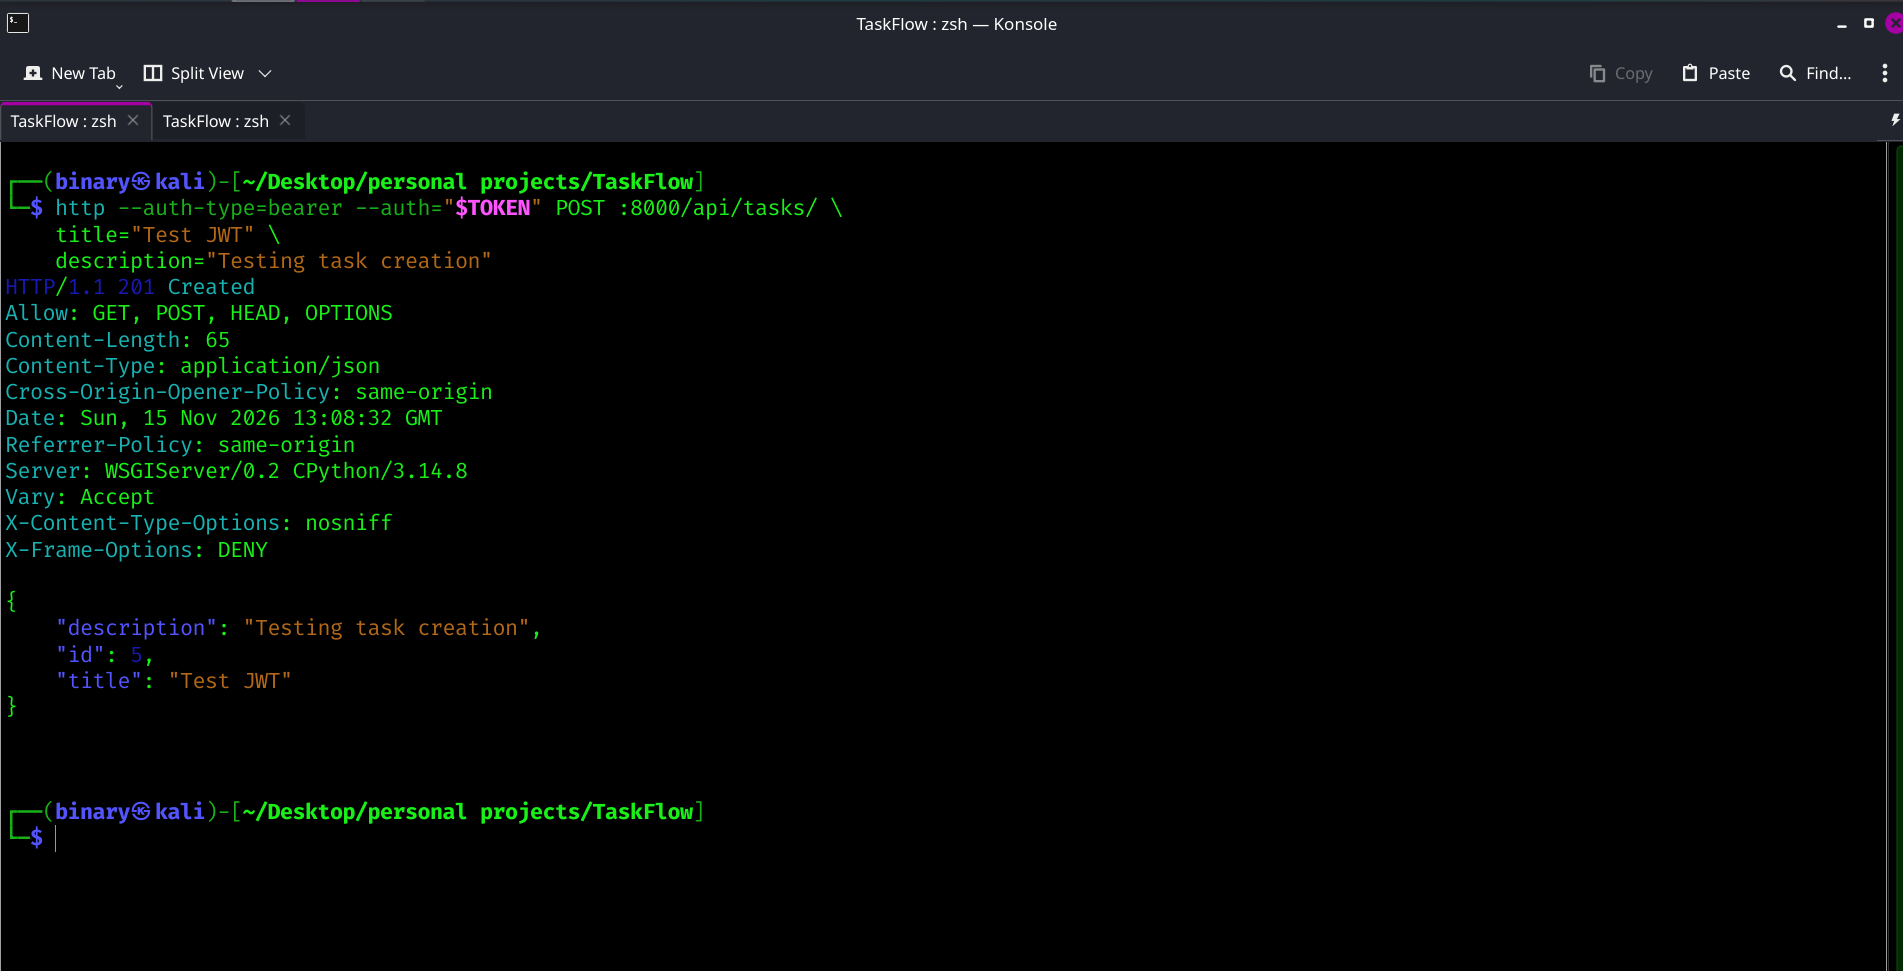 TaskFlow : zsh — Konsole
New Tab Split View Copy Paste Find...
TaskFlow : zsh TaskFlow : zsh
┌──(binary㉿kali)-[~/Desktop/personal projects/TaskFlow]
└─$ http --auth-type=bearer --auth="$TOKEN" POST :8000/api/tasks/ \
    title="Test JWT" \
    description="Testing task creation"
HTTP/1.1 201 Created
Allow: GET, POST, HEAD, OPTIONS
Content-Length: 65
Content-Type: application/json
Cross-Origin-Opener-Policy: same-origin
Date: Sun, 15 Nov 2026 13:08:32 GMT
Referrer-Policy: same-origin
Server: WSGIServer/0.2 CPython/3.14.8
Vary: Accept
X-Content-Type-Options: nosniff
X-Frame-Options: DENY
{
    "description": "Testing task creation",
    "id": 5,
    "title": "Test JWT"
}
┌──(binary㉿kali)-[~/Desktop/personal projects/TaskFlow]
└─$